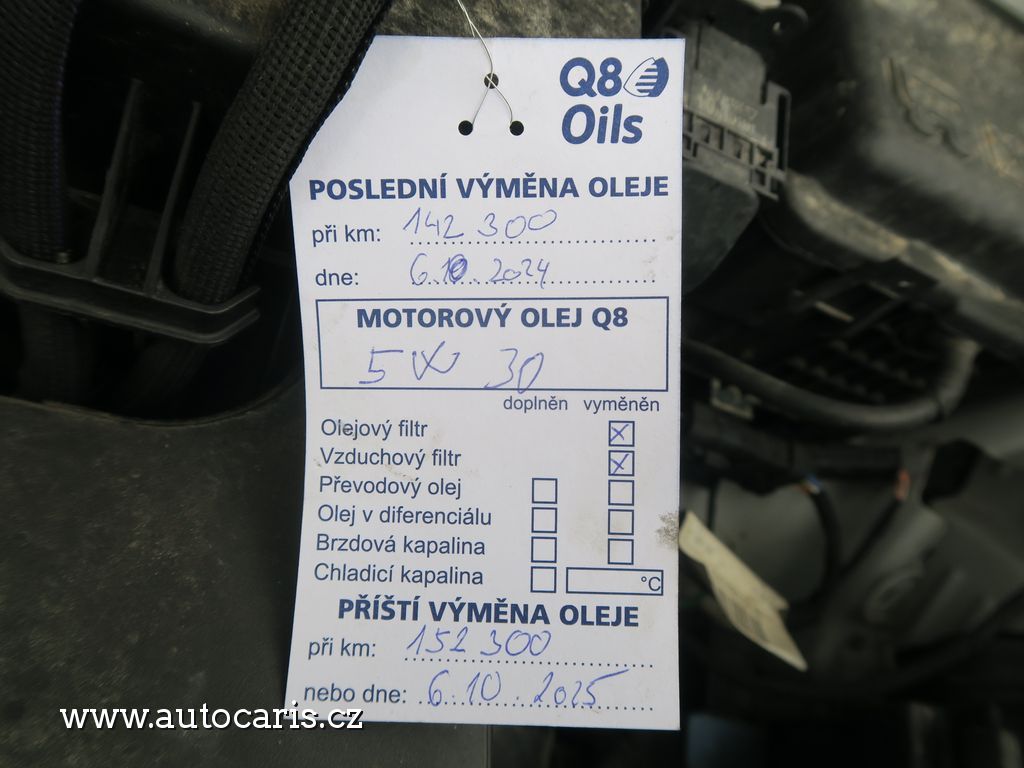 Q8
Oils
POSLEDNÍ VÝMĚNA OLEJE
při km: 142 300
dne: 6.10.2024
MOTOROVÝ OLEJ Q8
5W 30
doplněn vyměněn
Olejový filtr X
Vzduchový filtr X
Převodový olej
Olej v diferenciálu
Brzdová kapalina
Chladicí kapalina °C
PŘÍŠTÍ VÝMĚNA OLEJE
při km: 152 300
nebo dne: 6.10.2025
www.autocaris.cz